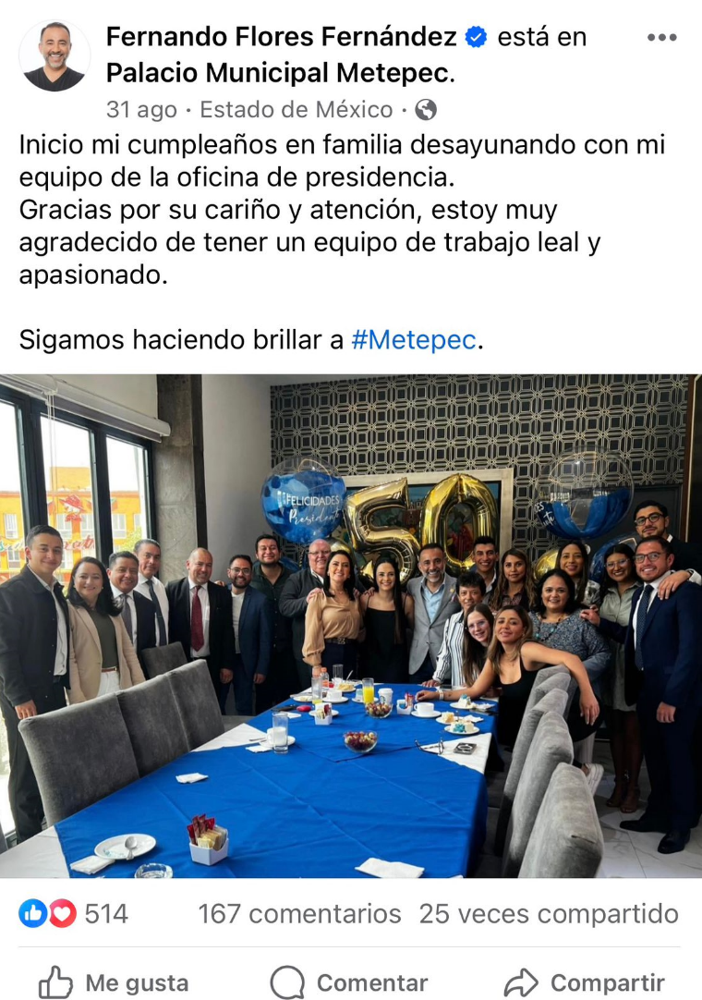 Fernando Flores Fernández está en
Palacio Municipal Metepec.
31 ago · Estado de México ·
Inicio mi cumpleaños en familia desayunando con mi
equipo de la oficina de presidencia.
Gracias por su cariño y atención, estoy muy
agradecido de tener un equipo de trabajo leal y
apasionado.
Sigamos haciendo brillar a #Metepec.
¡FELICIDADES
Presidente
50
514
167 comentarios
25 veces compartido
Me gusta
Comentar
Compartir